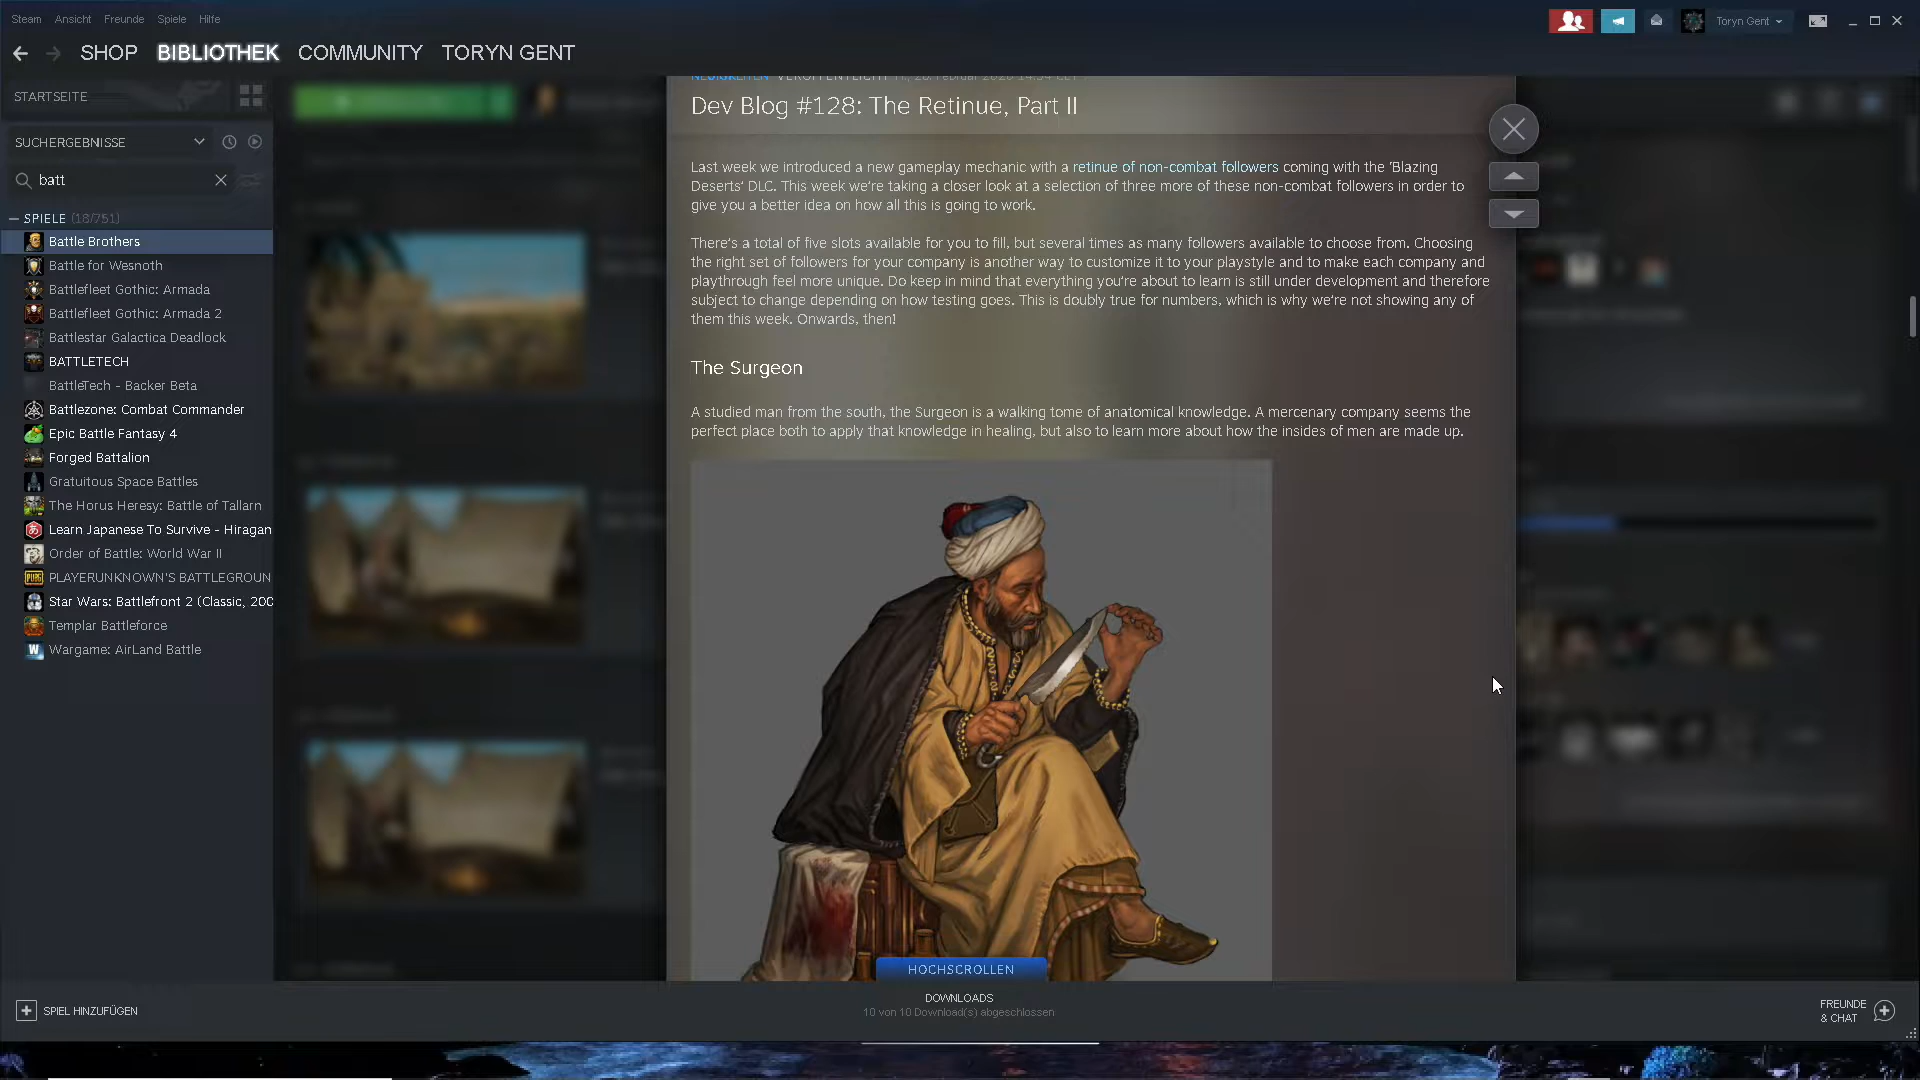 Steam Ansicht Freunde Spiele Hilfe
Toryn Gent
SHOP BIBLIOTHEK COMMUNITY TORYN GENT
STARTSEITE
SUCHERGEBNISSE
batt
SPIELE (18/751)
Battle Brothers
Battle for Wesnoth
Battlefleet Gothic: Armada
Battlefleet Gothic: Armada 2
Battlestar Galactica Deadlock
BATTLETECH
BattleTech - Backer Beta
Battlezone: Combat Commander
Epic Battle Fantasy 4
Forged Battalion
Gratuitous Space Battles
The Horus Heresy: Battle of Tallarn
Learn Japanese To Survive - Hiragan
Order of Battle: World War II
PLAYERUNKNOWN'S BATTLEGROUN
Star Wars: Battlefront 2 (Classic, 200
Templar Battleforce
Wargame: AirLand Battle
Dev Blog #128: The Retinue, Part II
Last week we introduced a new gameplay mechanic with a retinue of non-combat followers coming with the 'Blazing
Deserts' DLC. This week we're taking a closer look at a selection of three more of these non-combat followers in order to
give you a better idea on how all this is going to work.
There's a total of five slots available for you to fill, but several times as many followers available to choose from. Choosing
the right set of followers for your company is another way to customize it to your playstyle and to make each company and
playthrough feel more unique. Do keep in mind that everything you're about to learn is still under development and therefore
subject to change depending on how testing goes. This is doubly true for numbers, which is why we're not showing any of
them this week. Onwards, then!
The Surgeon
A studied man from the south, the Surgeon is a walking tome of anatomical knowledge. A mercenary company seems the
perfect place both to apply that knowledge in healing, but also to learn more about how the insides of men are made up.
HOCHSCROLLEN
SPIEL HINZUFÜGEN
DOWNLOADS
10 von 10 Download(s) abgeschlossen
FREUNDE
& CHAT